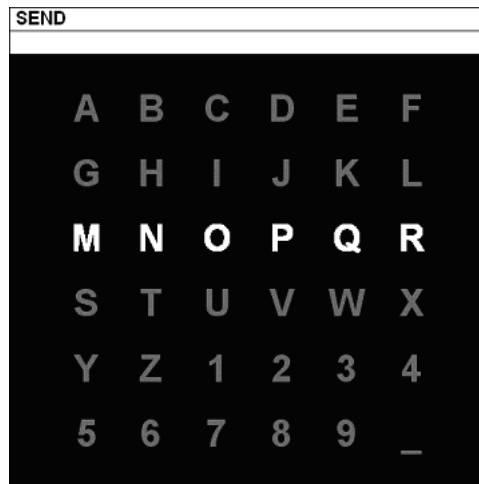 SEND
A B C D E F
G H I J K L
M N O P Q R
S T U V W X
Y Z 1 2 3 4
5 6 7 8 9 _